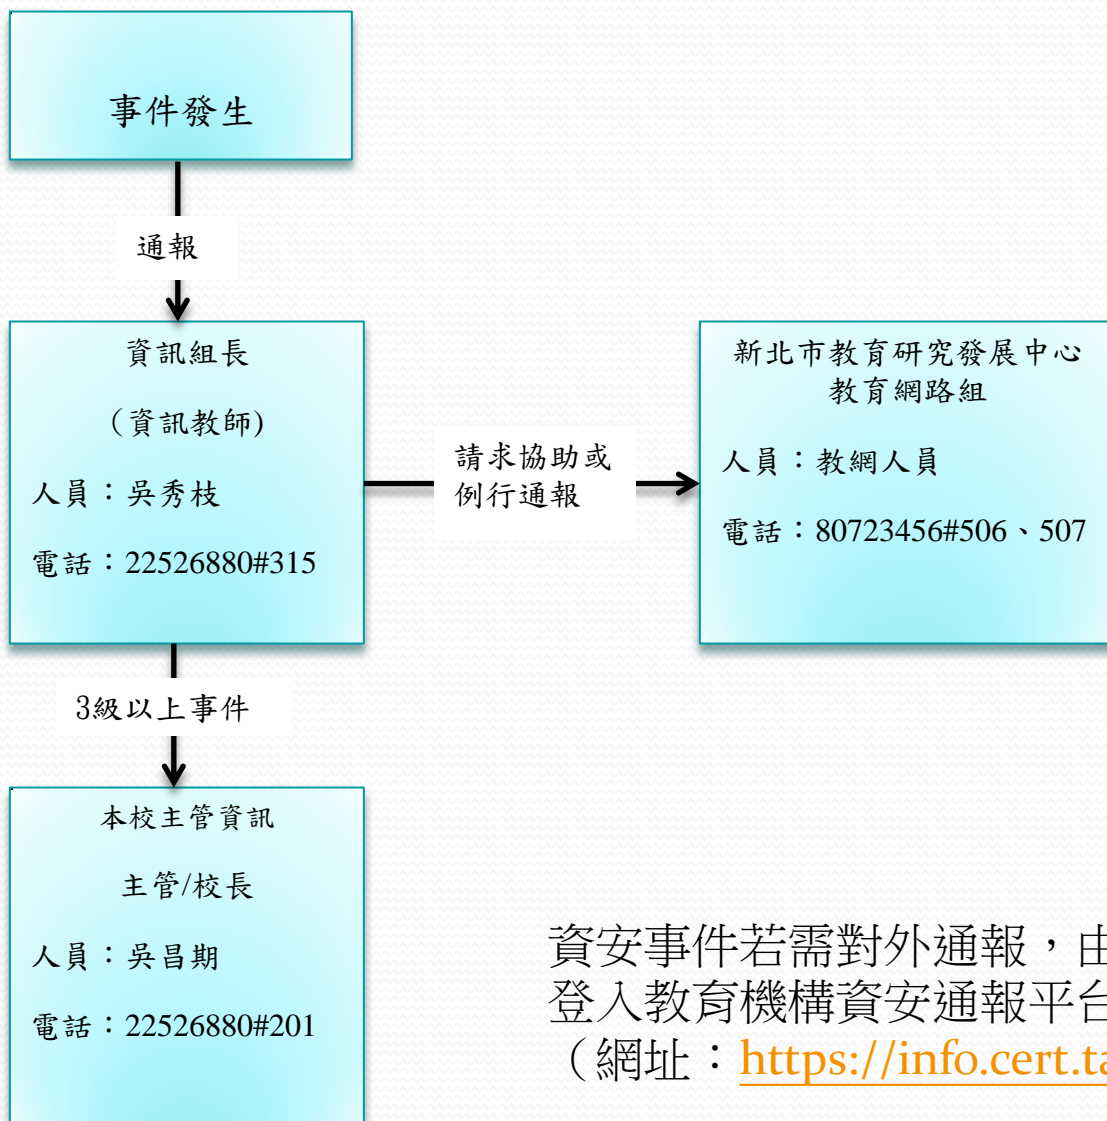 事件發生
通報
資訊組長
(資訊教師)
人員：吳秀枝
電話：22526880#315
請求協助或
例行通報
新北市教育研究發展中心
教育網路組
人員：教網人員
電話：80723456#506、507
3級以上事件
本校主管資訊
主管/校長
人員：吳昌期
電話：22526880#201
資安事件若需對外通報，由
登入教育機構資安通報平台
（網址：https://info.cert.ta